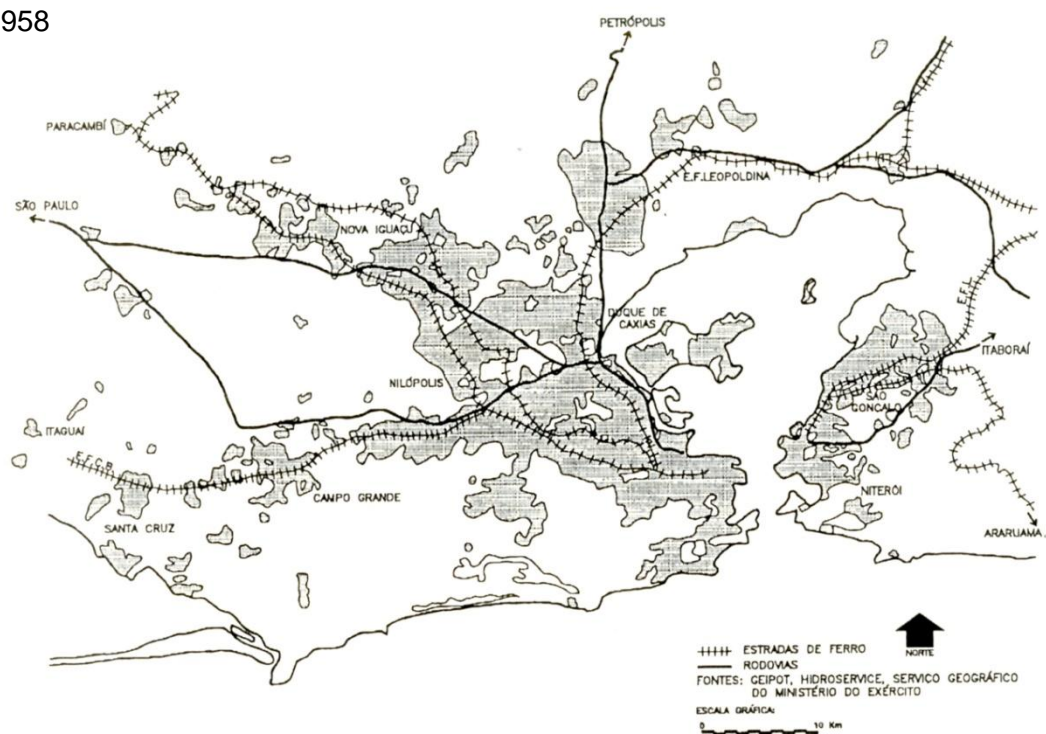 958
PETRÓPOLIS
PARACAMBÍ
E.F.LEOPOLDINA
SÃO PAULO
NOVA IGUAÇU
DUQUE DE
CAXIAS
E.F.L.
ITABORAÍ
NILÓPOLIS
SÃO
GONÇALO
ITAGUAÍ
E.F.C.B.
CAMPO GRANDE
NITERÓI
SANTA CRUZ
ARARUAMA
NORTE
ESTRADAS DE FERRO
RODOVIAS
FONTES: GEIPOT, HIDROSERVICE, SERVIÇO GEOGRÁFICO
DO MINISTÉRIO DO EXÉRCITO
ESCALA GRÁFICA:
0 10 Km